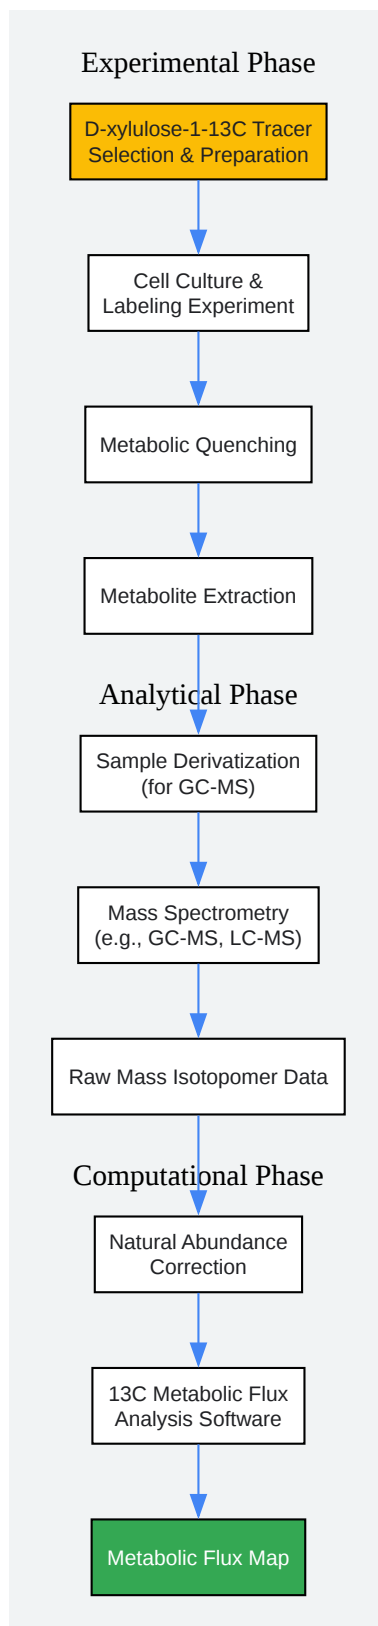 Experimental Phase
D-xylulose-1-13C Tracer
Selection & Preparation
Cell Culture &
Labeling Experiment
Metabolic Quenching
Metabolite Extraction
Analytical Phase
Sample Derivatization
(for GC-MS)
Mass Spectrometry
(e.g., GC-MS, LC-MS)
Raw Mass Isotopomer Data
Computational Phase
Natural Abundance
Correction
13C Metabolic Flux
Analysis Software
Metabolic Flux Map